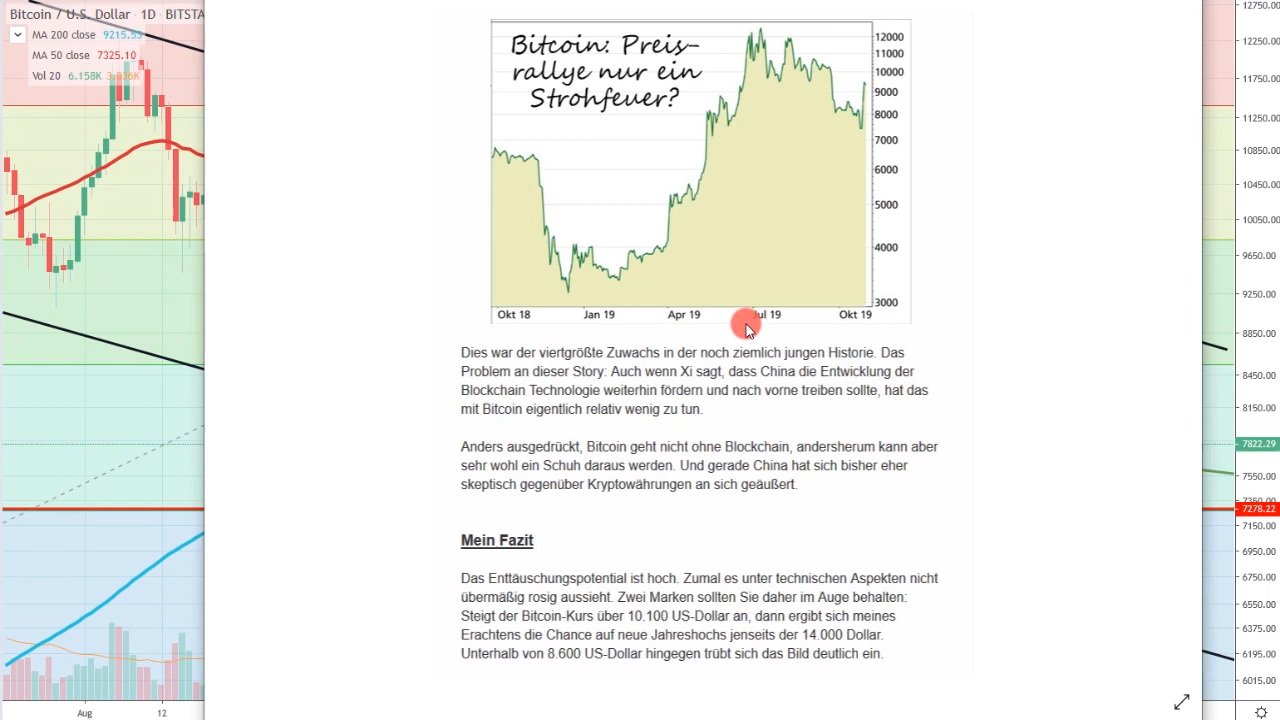 Bitcoin / U.S. Dollar · 1D · BITSTA
MA 200 close 9215.53
MA 50 close 7325.10
Vol 20 6.158K
Bitcoin: Preis-
rallye nur ein
Strohfeuer?
12000
11000
10000
9000
8000
7000
6000
5000
4000
3000
Okt 18 Jan 19 Apr 19 Jul 19 Okt 19
Dies war der viertgrößte Zuwachs in der noch ziemlich jungen Historie. Das
Problem an dieser Story: Auch wenn Xi sagt, dass China die Entwicklung der
Blockchain Technologie weiterhin fördern und nach vorne treiben sollte, hat das
mit Bitcoin eigentlich relativ wenig zu tun.
Anders ausgedrückt, Bitcoin geht nicht ohne Blockchain, andersherum kann aber
sehr wohl ein Schuh daraus werden. Und gerade China hat sich bisher eher
skeptisch gegenüber Kryptowährungen an sich geäußert.
Mein Fazit
Das Enttäuschungspotential ist hoch. Zumal es unter technischen Aspekten nicht
übermäßig rosig aussieht. Zwei Marken sollten Sie daher im Auge behalten:
Steigt der Bitcoin-Kurs über 10.100 US-Dollar an, dann ergibt sich meines
Erachtens die Chance auf neue Jahreshochs jenseits der 14.000 Dollar.
Unterhalb von 8.600 US-Dollar hingegen trübt sich das Bild deutlich ein.
12750.00
12250.00
11750.00
11250.00
10850.00
10450.00
10050.00
9650.00
9250.00
8850.00
8450.00
8150.00
7822.29
7550.00
7350.00
7278.22
7150.00
6950.00
6750.00
6550.00
6375.00
6195.00
6015.00
Aug 12